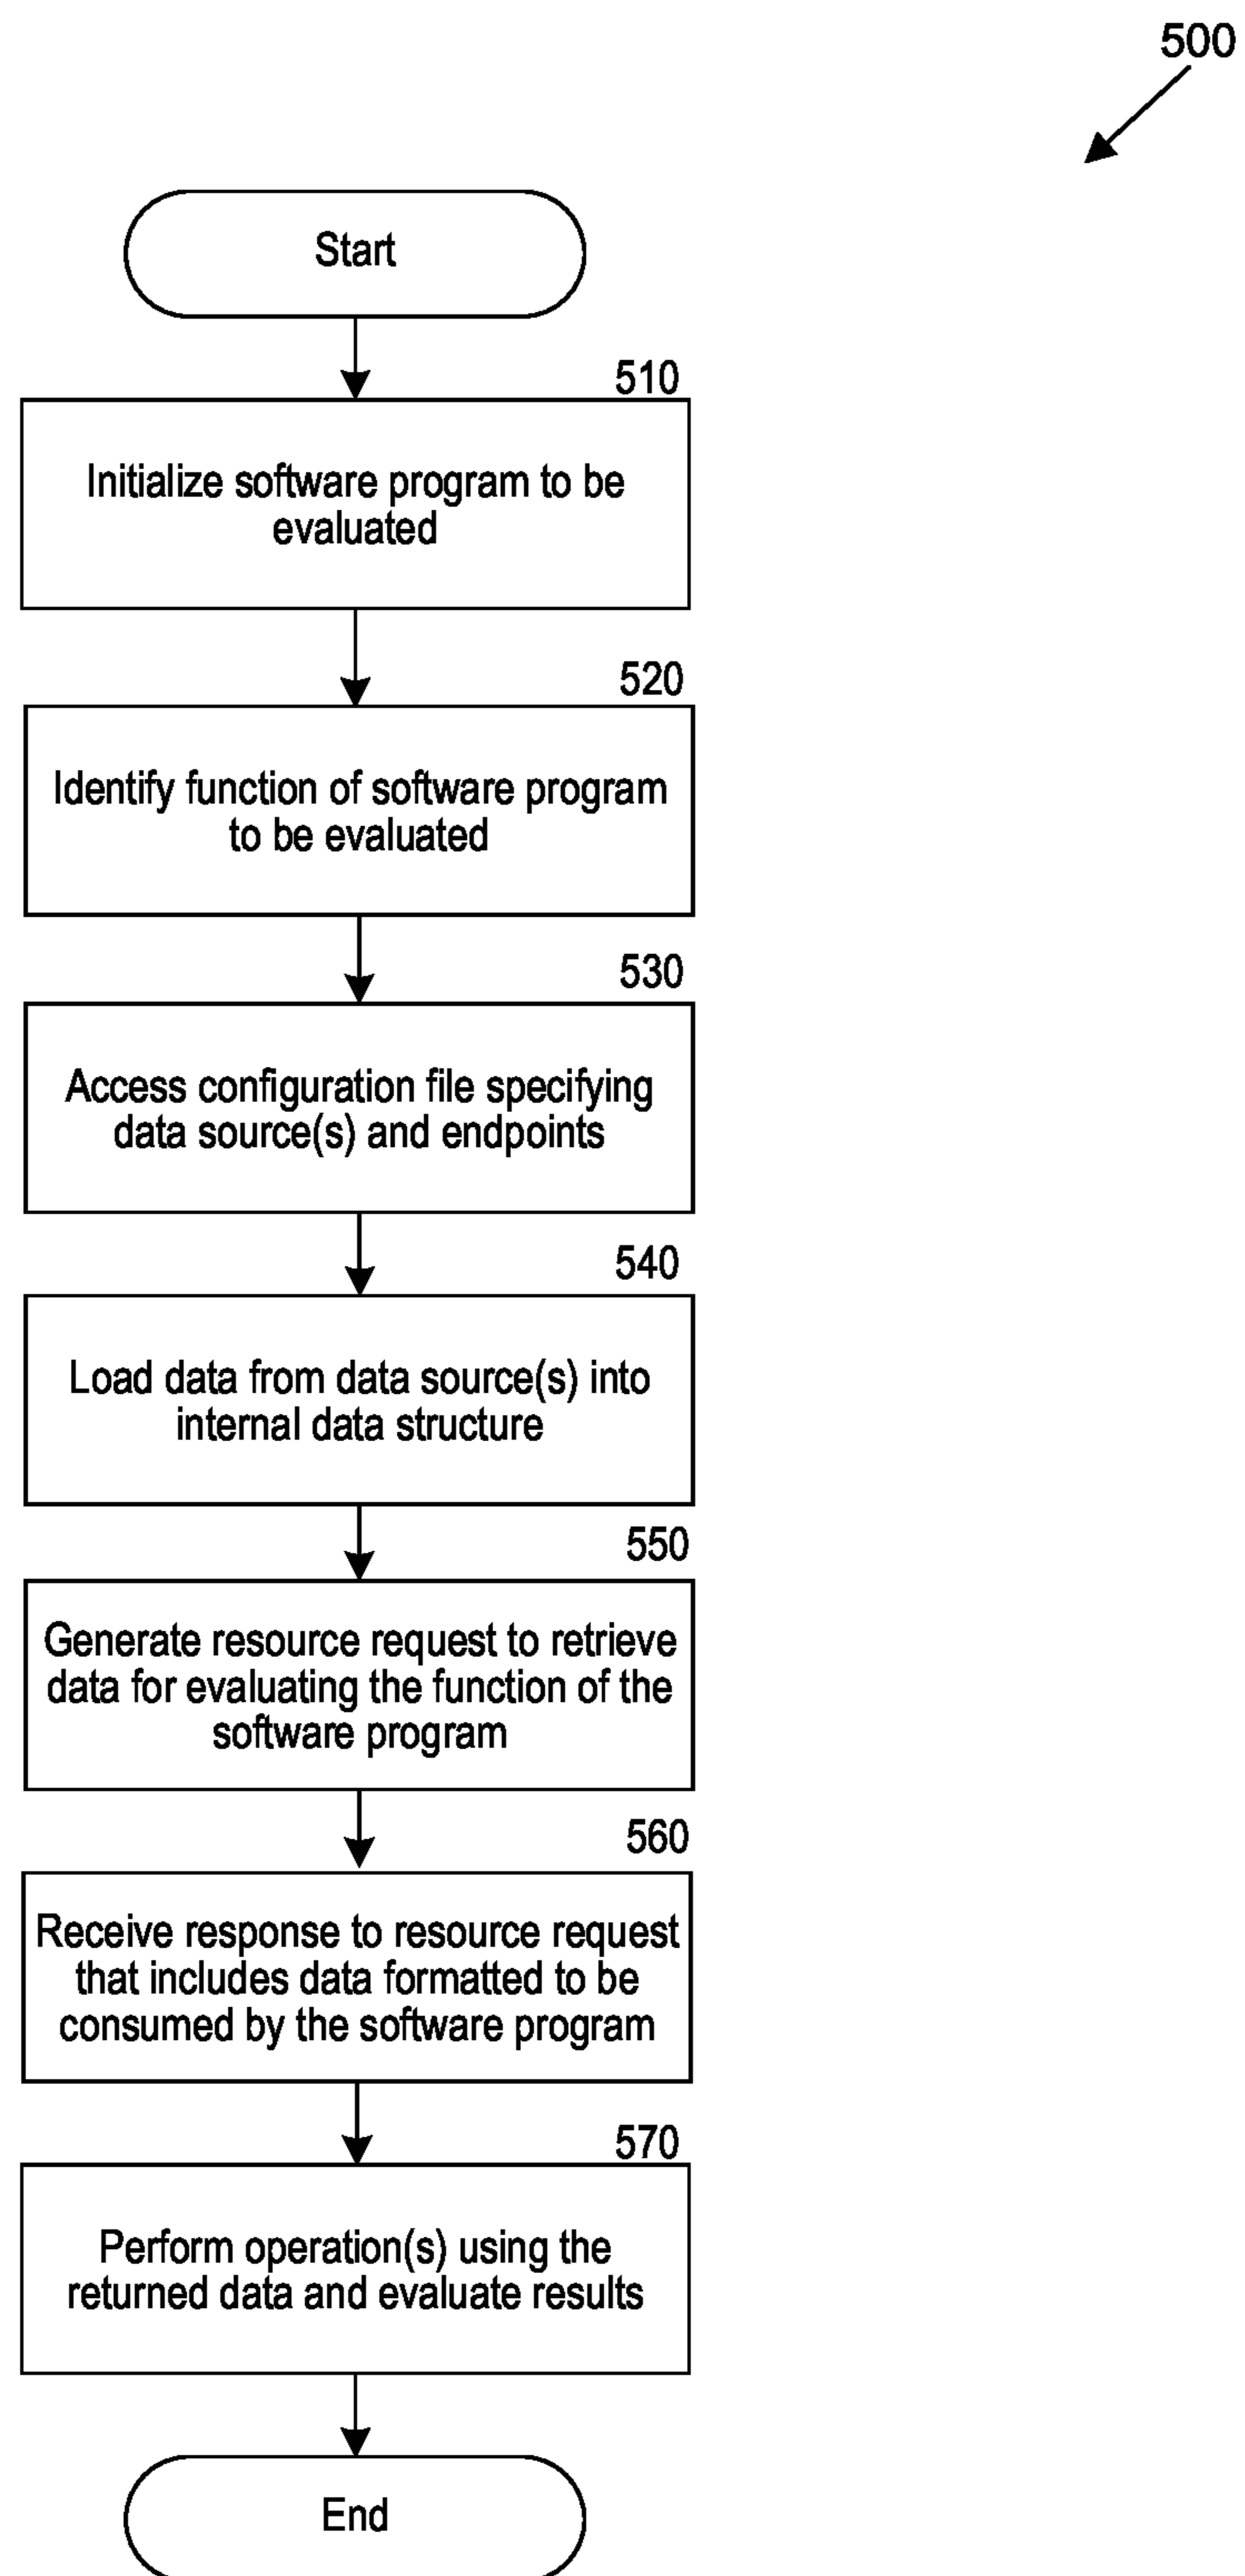 500
Start
510
Initialize software program to be
evaluated
520
Identify function of software program
to be evaluated
530
Access configuration file specifying
data source(s) and endpoints
540
Load data from data source(s) into
internal data structure
550
Generate resource request to retrieve
data for evaluating the function of the
software program
560
Receive response to resource request
that includes data formatted to be
consumed by the software program
570
Perform operation(s) using the
returned data and evaluate results
End